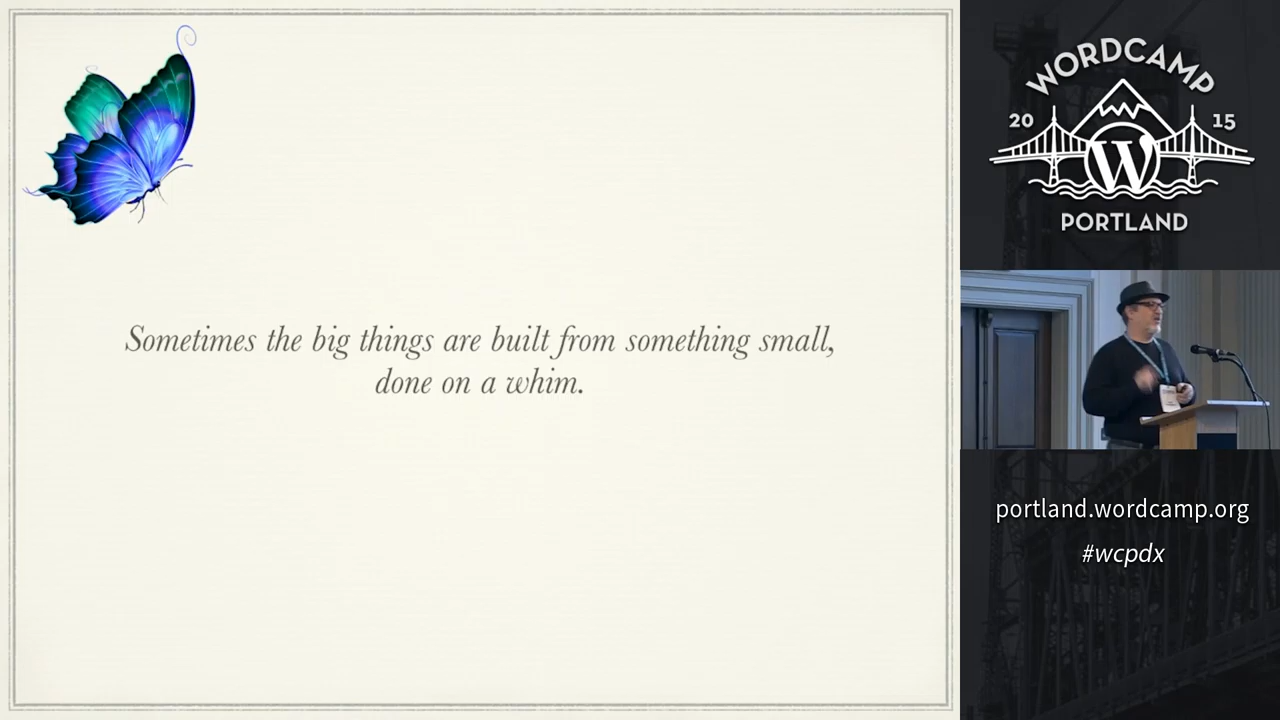 Sometimes the big things are built from something small,
done on a whim.
WORDCAMP
20 15
W
PORTLAND
portland.wordcamp.org
#wcpdx